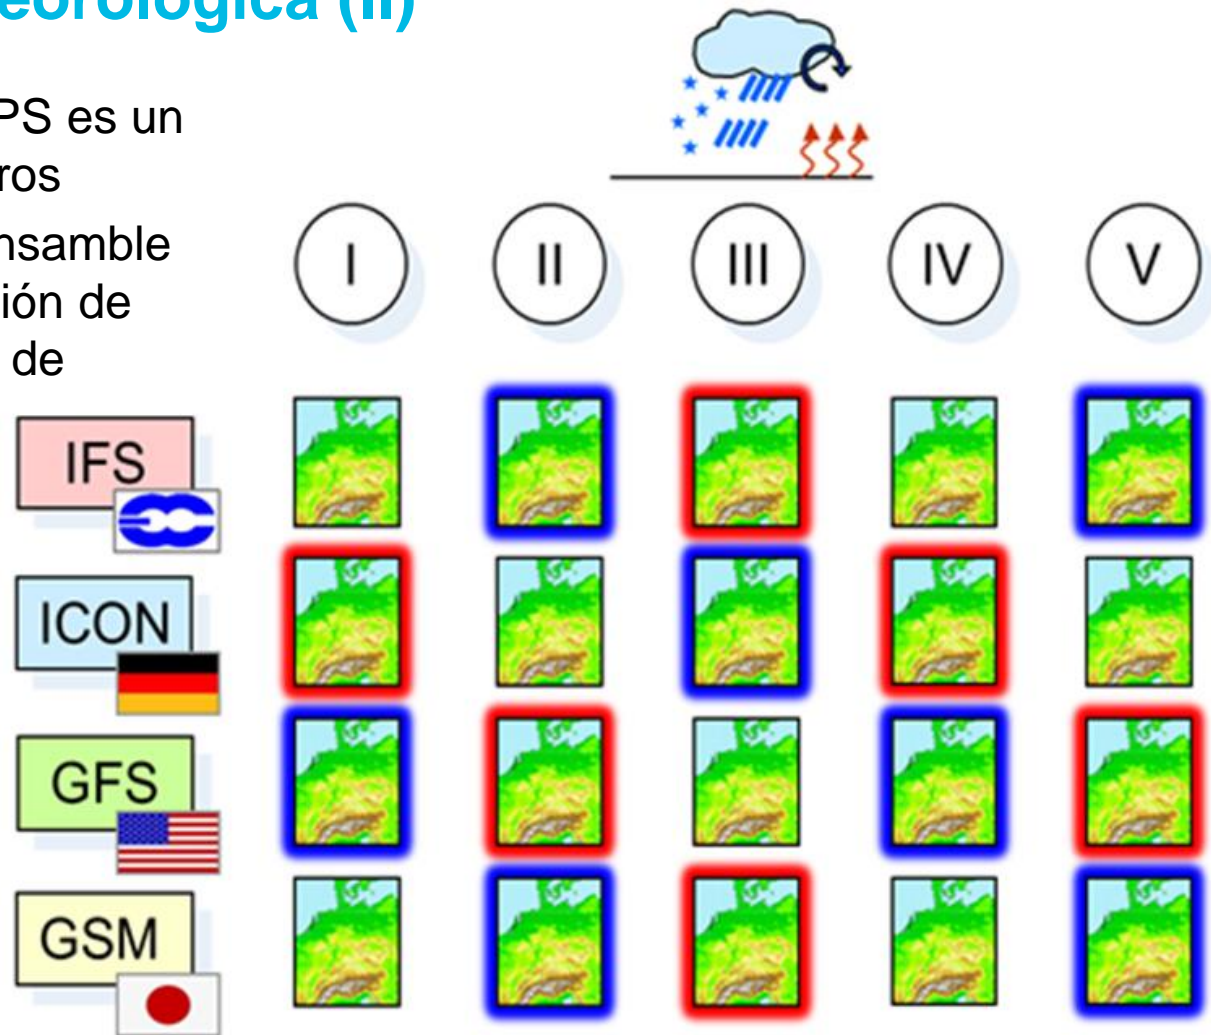 eorológica (II)
PS es un
ros
nsamble
ión de
de
I II III IV V
IFS
ICON
GFS
GSM